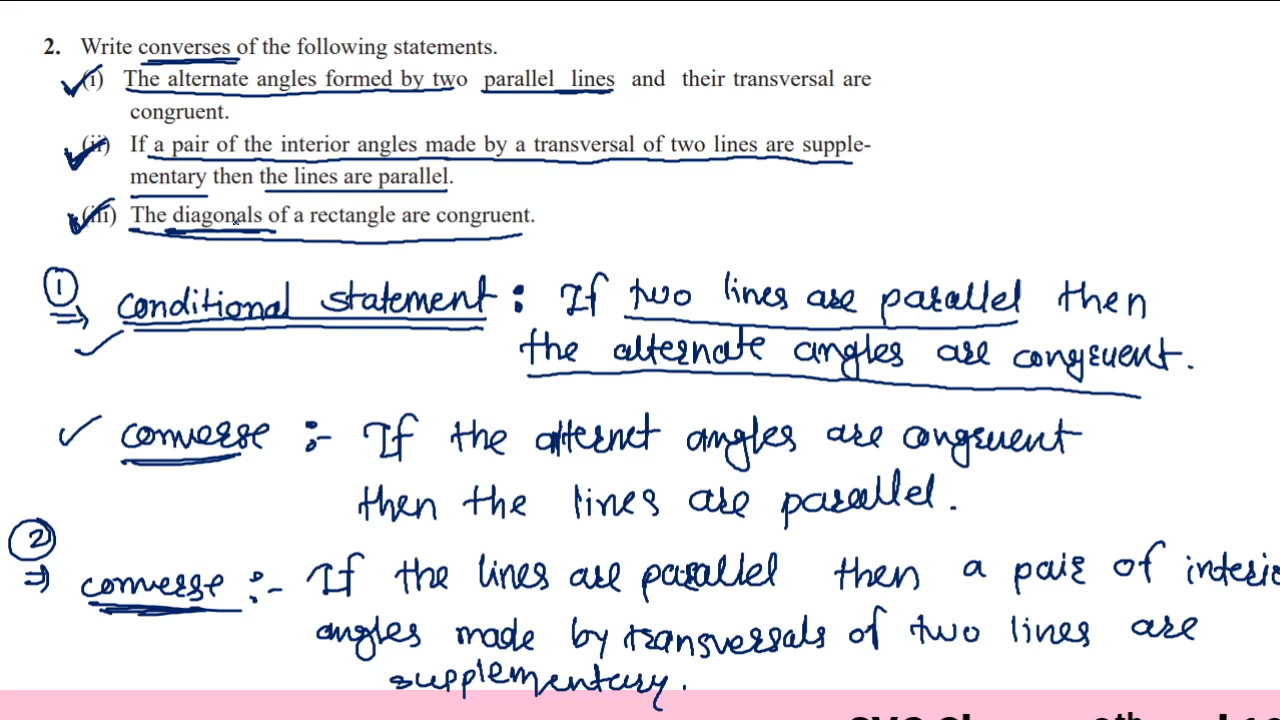 2. Write converses of the following statements.
(i) The alternate angles formed by two parallel lines and their transversal are
congruent.
(ii) If a pair of the interior angles made by a transversal of two lines are supple-
mentary then the lines are parallel.
(iii) The diagonals of a rectangle are congruent.
① ⇒ conditional statement : If two lines are parallel then
the alternate angles are congruent.
converse :- If the alternet angles are congruent
then the lines are parallel.
② ⇒ converse :- If the lines are parallel then a pair of interio
angles made by transversals of two lines are
supplementary.